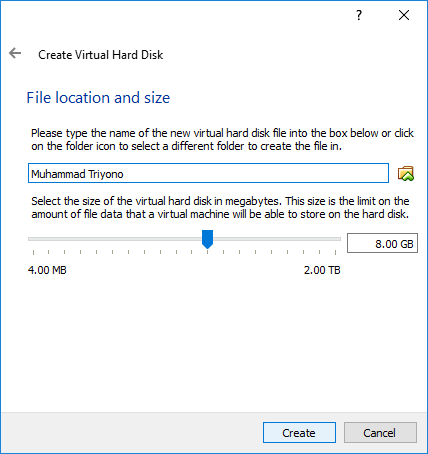 ?
Create Virtual Hard Disk
File location and size
Please type the name of the new virtual hard disk file into the box below or click
on the folder icon to select a different folder to create the file in.
Muhammad Triyono
Select the size of the virtual hard disk in megabytes. This size is the limit on the
amount of file data that a virtual machine will be able to store on the hard disk.
8.00 GB
4.00 MB 2.00 TB
Create Cancel